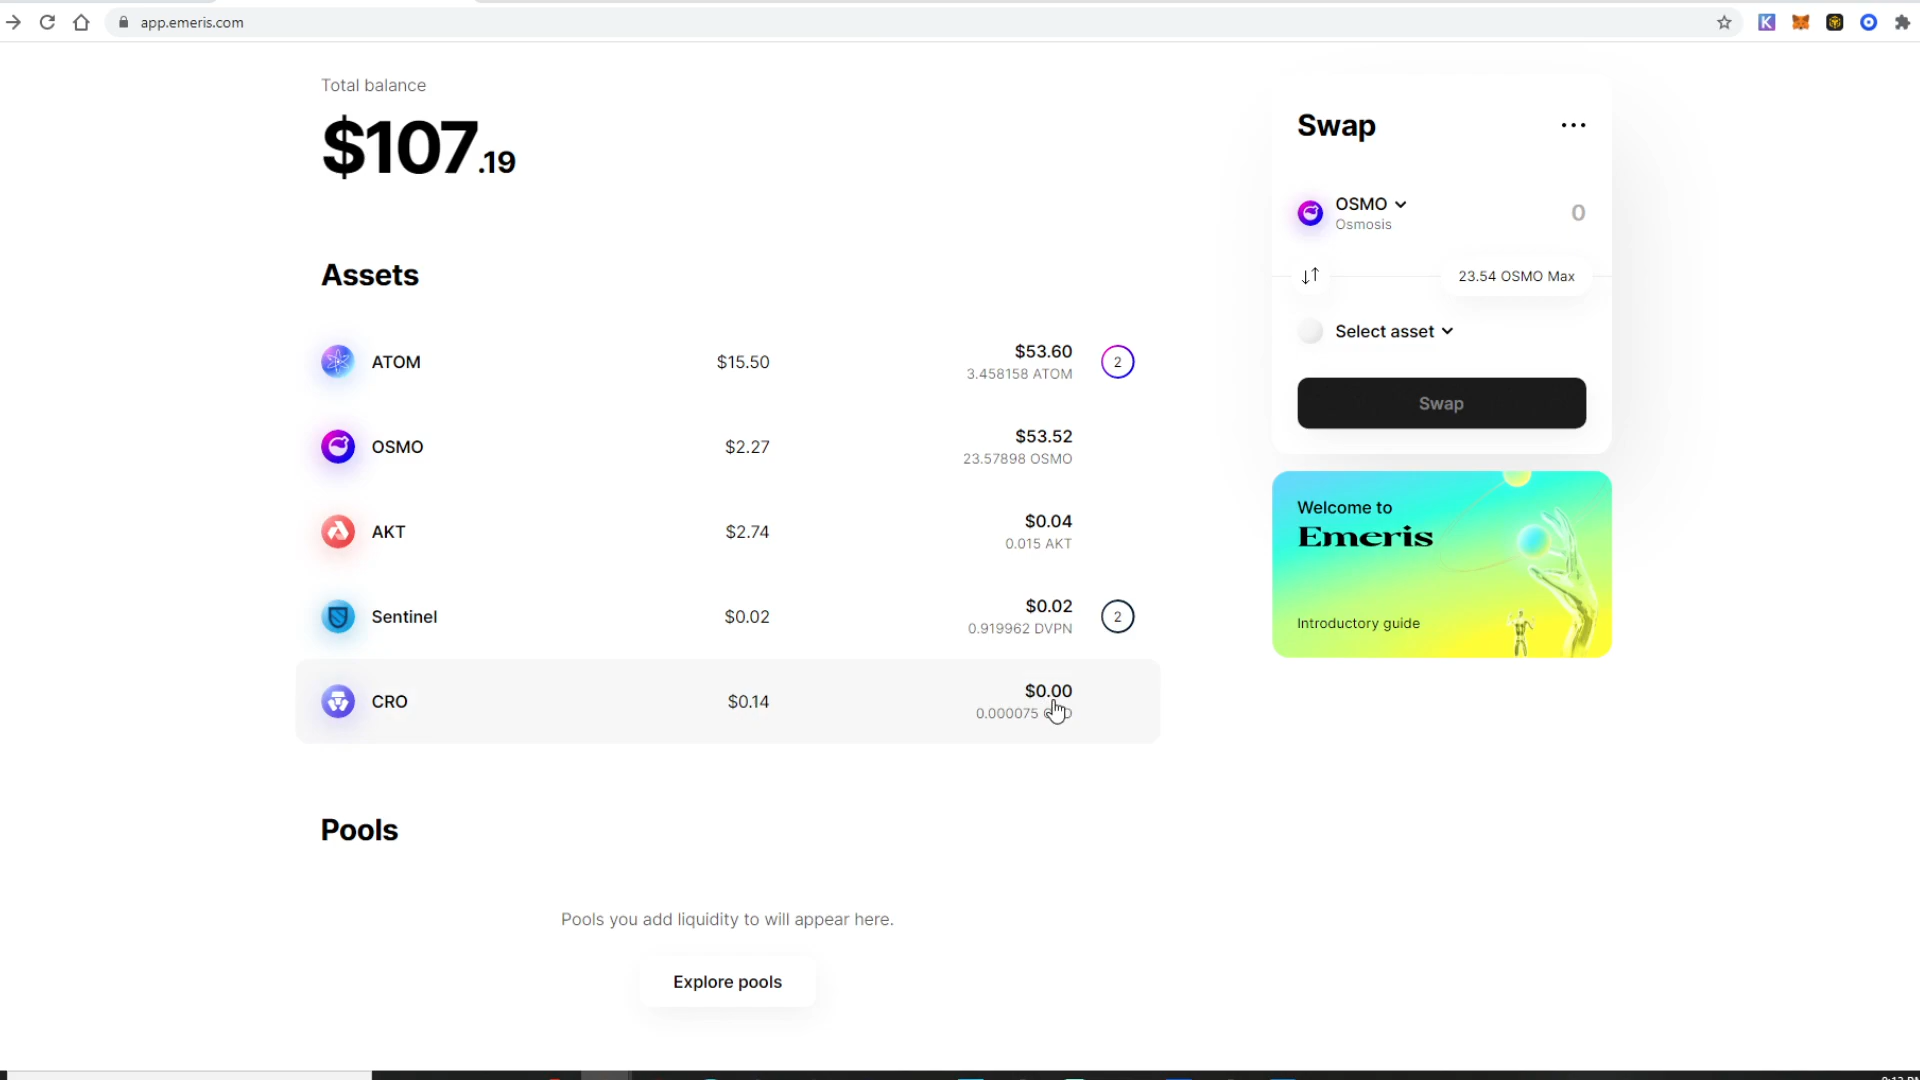 app.emeris.com
K
Total balance
$107.19
Assets
ATOM $15.50 $53.60
3.458158 ATOM
2
OSMO $2.27 $53.52
23.57898 OSMO
AKT $2.74 $0.04
0.015 AKT
Sentinel $0.02 $0.02
0.919962 DVPN
2
CRO $0.14 $0.00
0.000075
Pools
Pools you add liquidity to will appear here.
Explore pools
Swap
OSMO
Osmosis
0
23.54 OSMO Max
Select asset
Swap
Welcome to
Emeris
Introductory guide